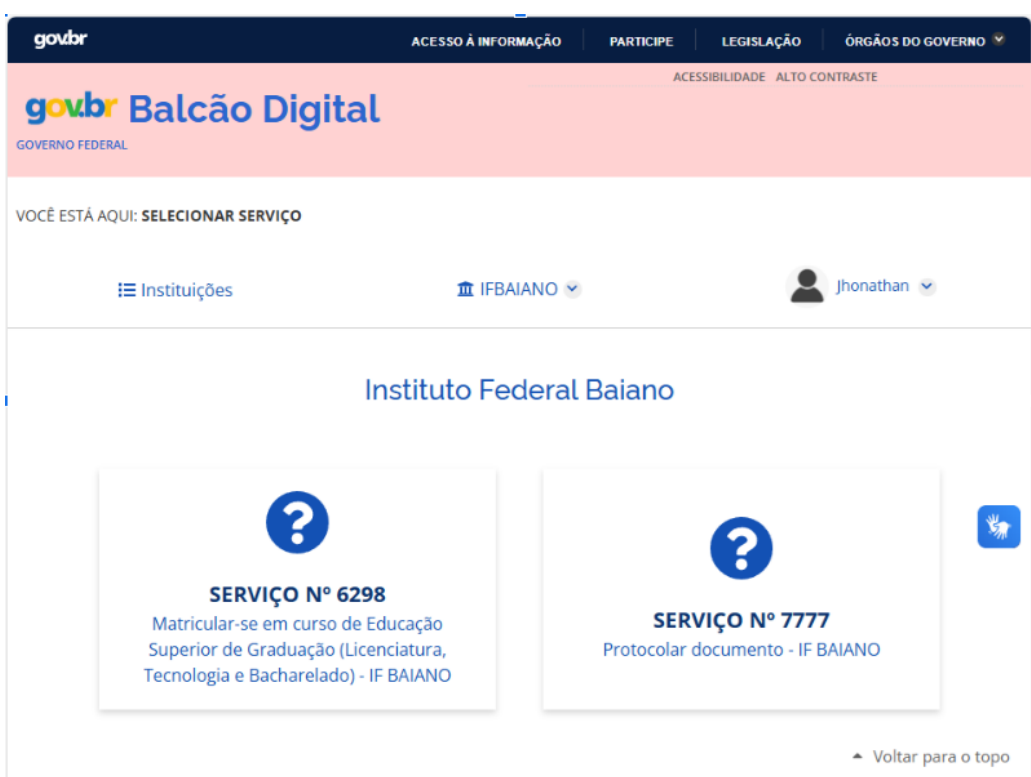 gov.br ACESSO À INFORMAÇÃO PARTICIPE LEGISLAÇÃO ÓRGÃOS DO GOVERNO
ACESSIBILIDADE ALTO CONTRASTE
gov.br Balcão Digital
GOVERNO FEDERAL
VOCÊ ESTÁ AQUI: SELECIONAR SERVIÇO
Instituições IFBAIANO Jhonathan
Instituto Federal Baiano
SERVIÇO Nº 6298
Matricular-se em curso de Educação
Superior de Graduação (Licenciatura,
Tecnologia e Bacharelado) - IF BAIANO
SERVIÇO Nº 7777
Protocolar documento - IF BAIANO
Voltar para o topo